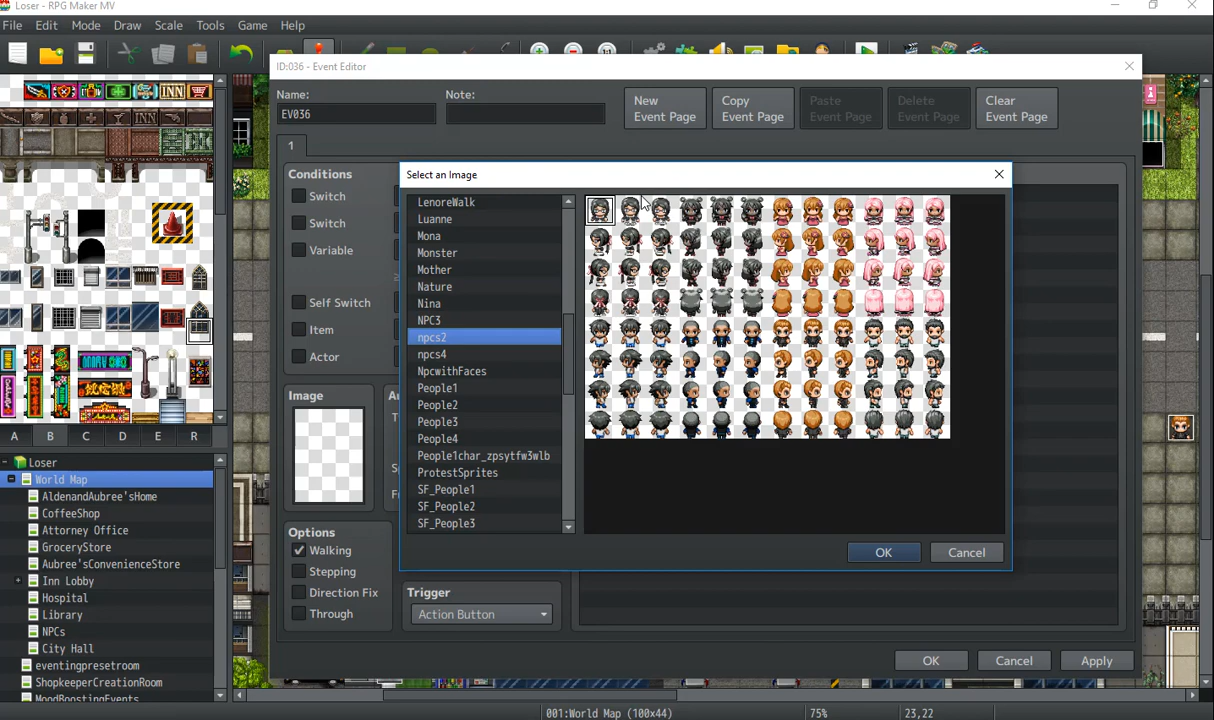 Loser - RPG Maker MV
File Edit Mode Draw Scale Tools Game Help
ID:036 - Event Editor
Name:
Note:
EV036
New
Event Page
Copy
Event Page
Paste
Event Page
Delete
Event Page
Clear
Event Page
1
Conditions
Switch
Switch
Variable
Self Switch
Item
Actor
Image
Options
Walking
Stepping
Direction Fix
Through
Trigger
Action Button
OK Cancel Apply
Select an Image
LenoreWalk
Luanne
Mona
Monster
Mother
Nature
Nina
NPC3
npcs2
npcs4
NpcwithFaces
People1
People2
People3
People4
People1char_zpsytfw3wlb
ProtestSprites
SF_People1
SF_People2
SF_People3
OK Cancel
INN
INN
A B C D E R
Loser
World Map
AldenandAubree'sHome
CoffeeShop
Attorney Office
GroceryStore
Aubree'sConvenienceStore
Inn Lobby
Hospital
Library
NPCs
City Hall
eventingpresetroom
ShopkeeperCreationRoom
MoodBoostingEvents
001:World Map (100x44)
75%
23,22